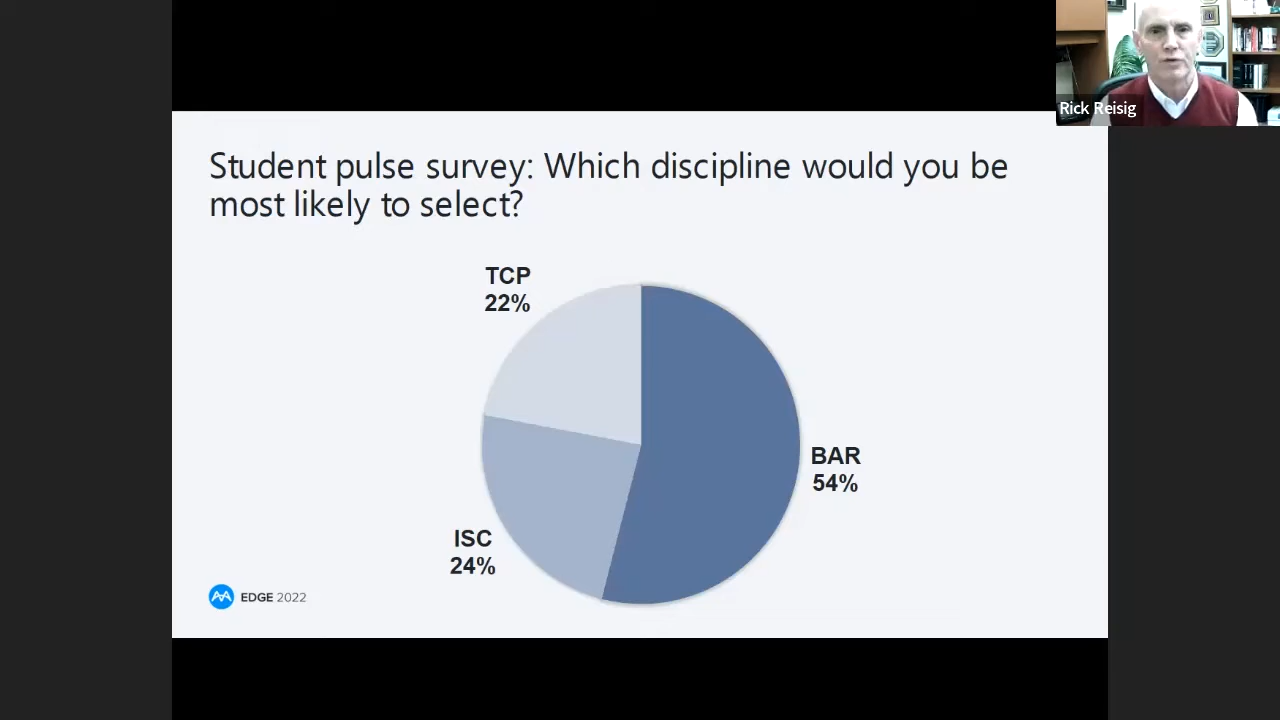 Rick Reisig
Student pulse survey: Which discipline would you be
most likely to select?
TCP
22%
BAR
54%
ISC
24%
EDGE 2022